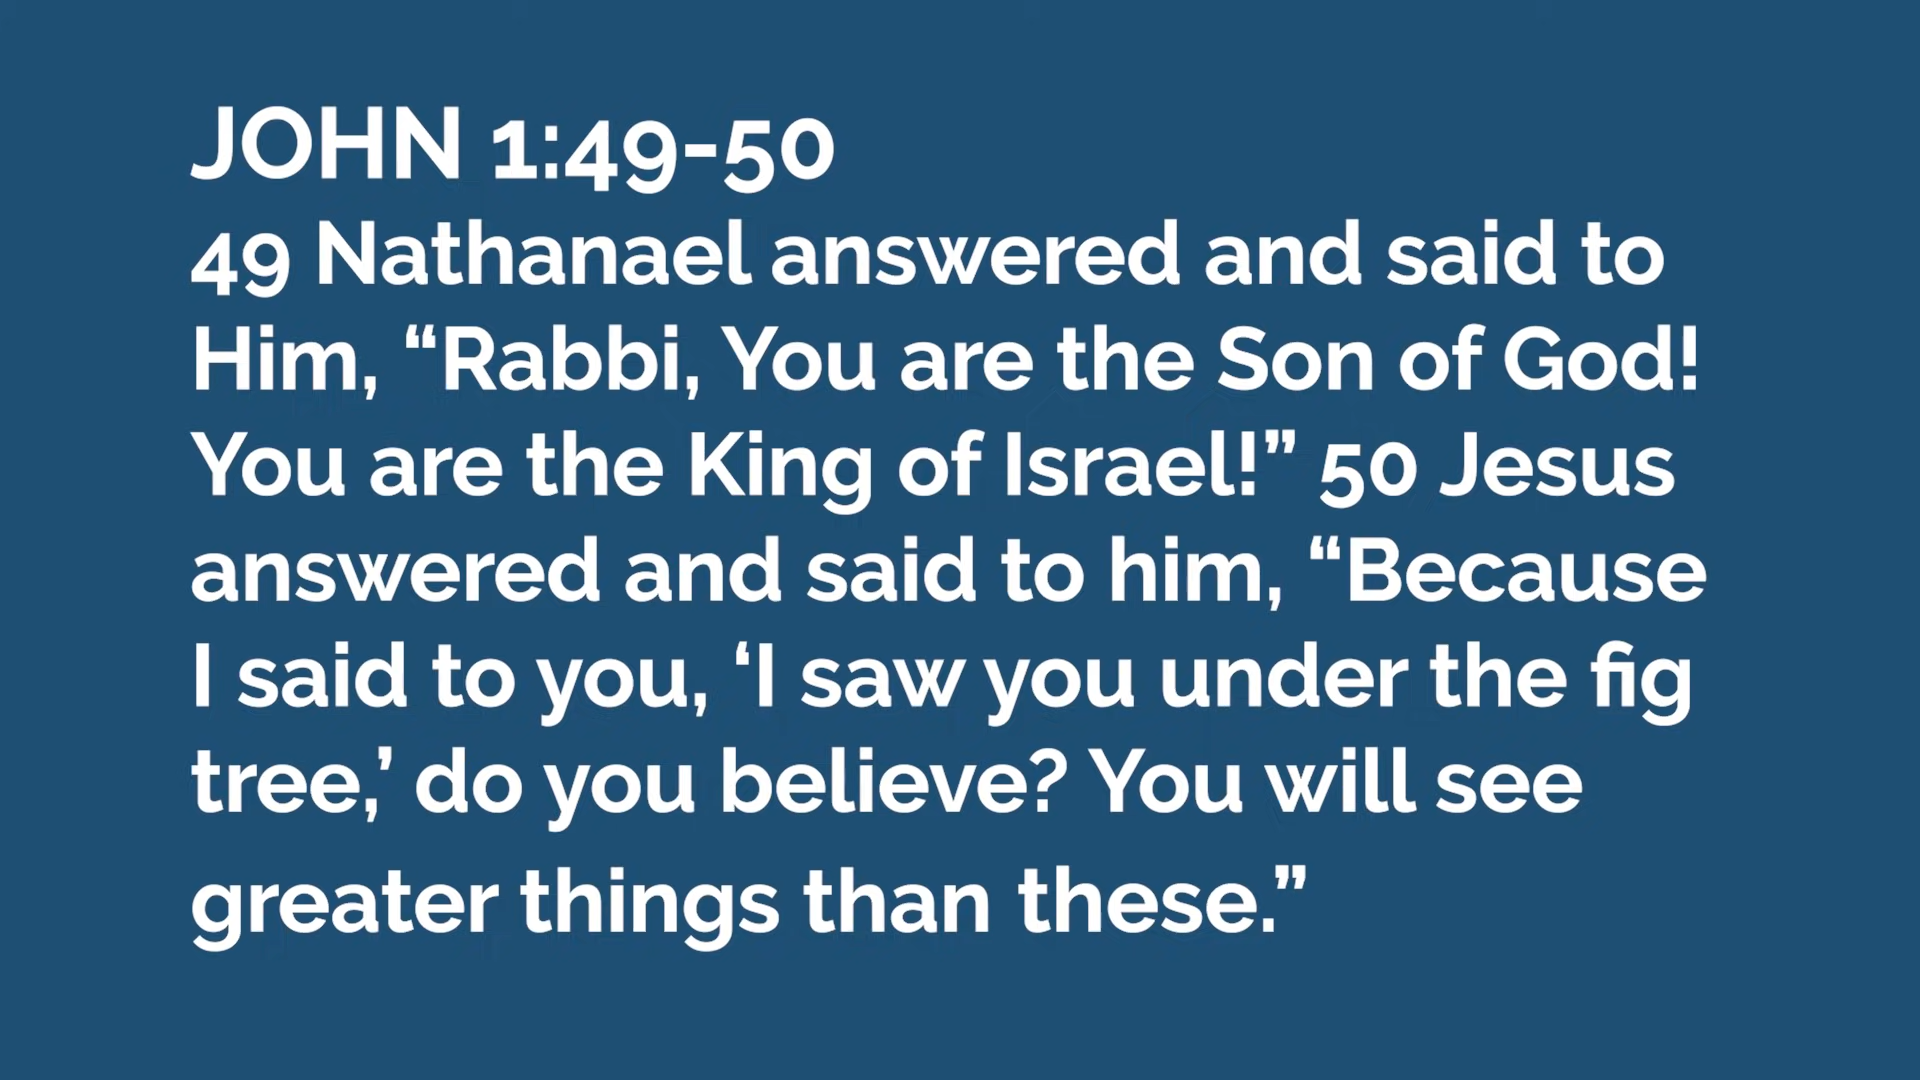 JOHN 1:49-50
49 Nathanael answered and said to
Him, “Rabbi, You are the Son of God!
You are the King of Israel!” 50 Jesus
answered and said to him, “Because
I said to you, ‘I saw you under the fig
tree,’ do you believe? You will see
greater things than these.”